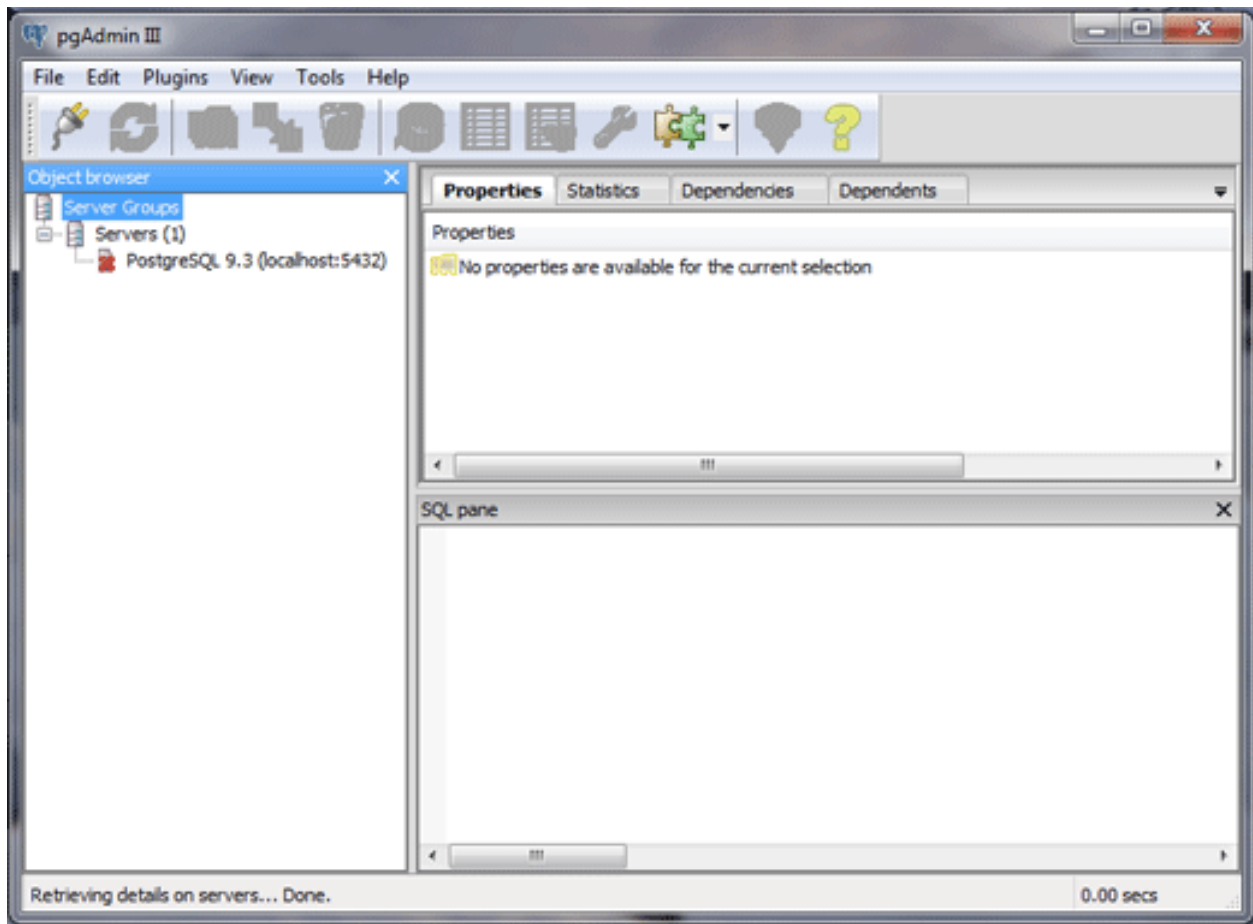 pgAdmin III
File Edit Plugins View Tools Help
Object browser
Server Groups
Servers (1)
PostgreSQL 9.3 (localhost:5432)
Properties Statistics Dependencies Dependents
Properties
No properties are available for the current selection
SQL pane
Retrieving details on servers... Done.
0.00 secs